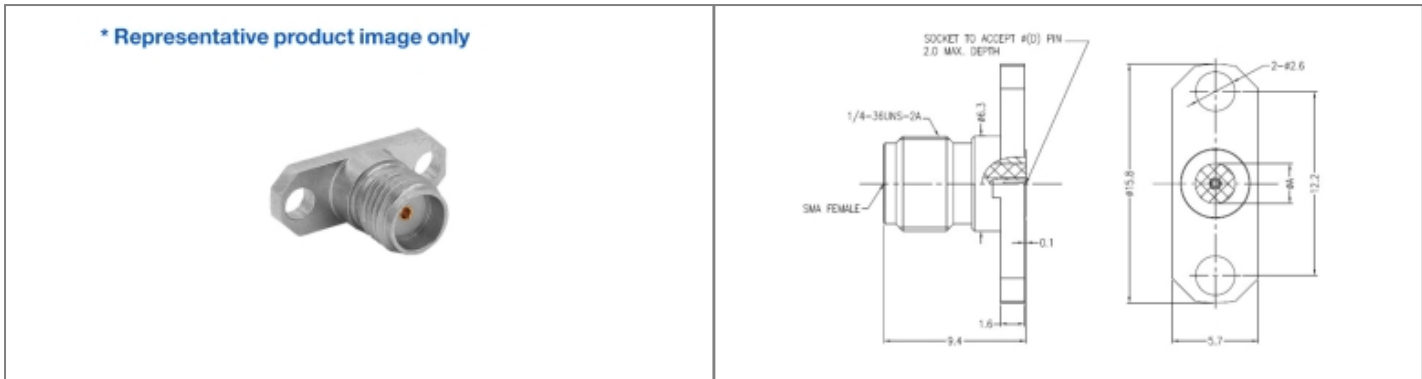 * Representative product image only
SOCKET TO ACCEPT ø(D) PIN
2.0 MAX. DEPTH
1/4-36UNS-2A
ø6.3
SMA FEMALE
0.1
1.6
9.4
2-ø2.6
ø15.8
øA
12.2
5.7